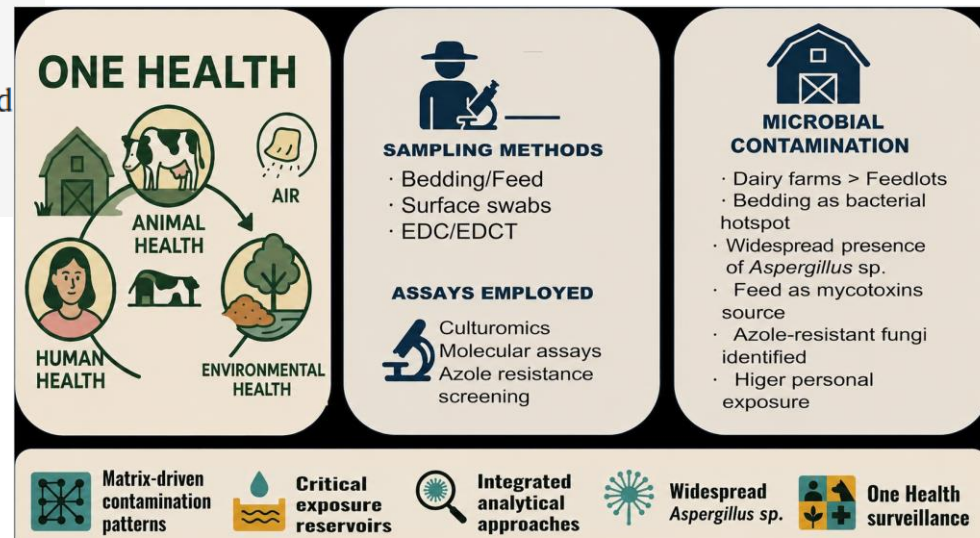 d
ONE HEALTH
AIR
ANIMAL
HEALTH
HUMAN
HEALTH
ENVIRONMENTAL
HEALTH
SAMPLING METHODS
· Bedding/Feed
· Surface swabs
· EDC/EDCT
ASSAYS EMPLOYED
Culturomics
Molecular assays
Azole resistance
screening
MICROBIAL
CONTAMINATION
· Dairy farms > Feedlots
· Bedding as bacterial
hotspot
· Widespread presence
of Aspergillus sp.
· Feed as mycotoxins
source
· Azole-resistant fungi
identified
· Higer personal
exposure
Matrix-driven
contamination
patterns
Critical
exposure
reservoirs
Integrated
analytical
approaches
Widespread
Aspergillus sp.
One Health
surveillance